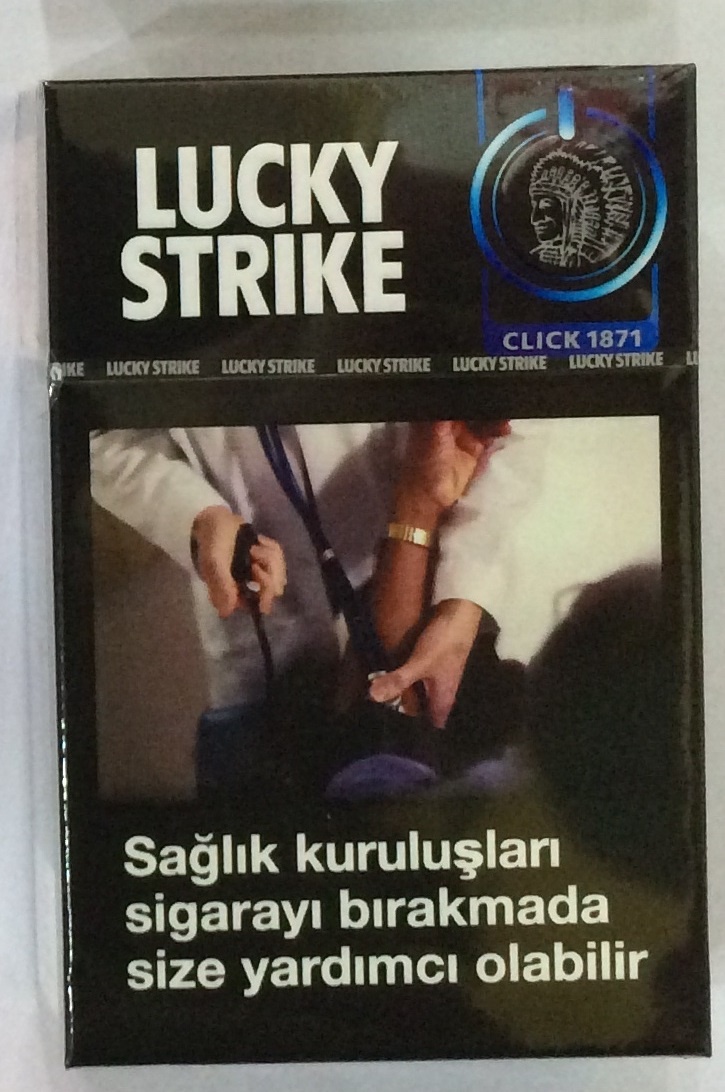 LUCKY
STRIKE
CLICK 1871
IKE LUCKY STRIKE LUCKY STRIKE LUCKY STRIKE LUCKY STRIKE LUCKY STRIKE LU
Sağlık kuruluşları
sigarayı bırakmada
size yardımcı olabilir